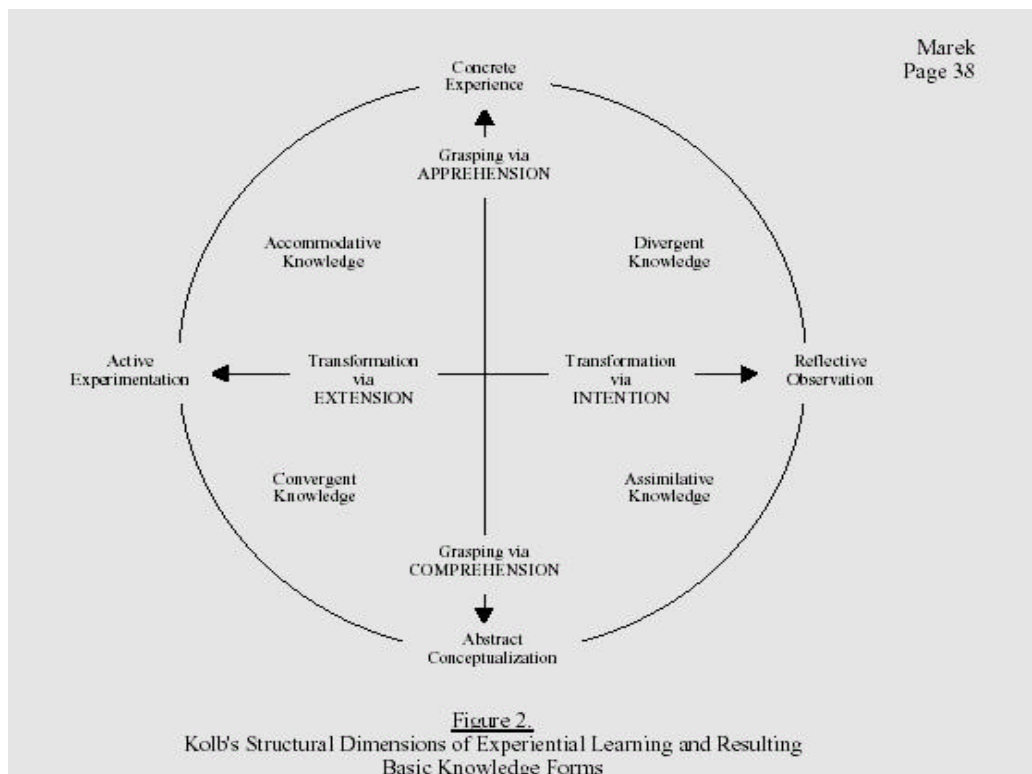 Marek
Page 38
Concrete
Experience
Grasping via
APPREHENSION
Accommodative
Knowledge
Divergent
Knowledge
Active
Experimentation
Transformation
via
EXTENSION
Transformation
via
INTENTION
Reflective
Observation
Convergent
Knowledge
Assimilative
Knowledge
Grasping via
COMPREHENSION
Abstract
Conceptualization
Figure 2.
Kolb's Structural Dimensions of Experiential Learning and Resulting
Basic Knowledge Forms